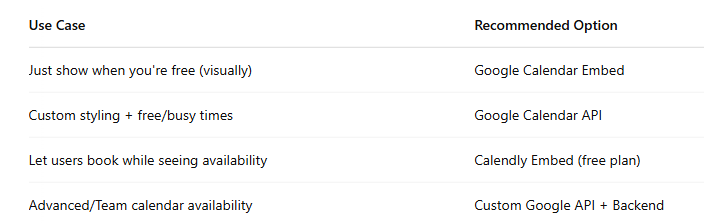 Use Case Recommended Option
Just show when you're free (visually) Google Calendar Embed
Custom styling + free/busy times Google Calendar API
Let users book while seeing availability Calendly Embed (free plan)
Advanced/Team calendar availability Custom Google API + Backend